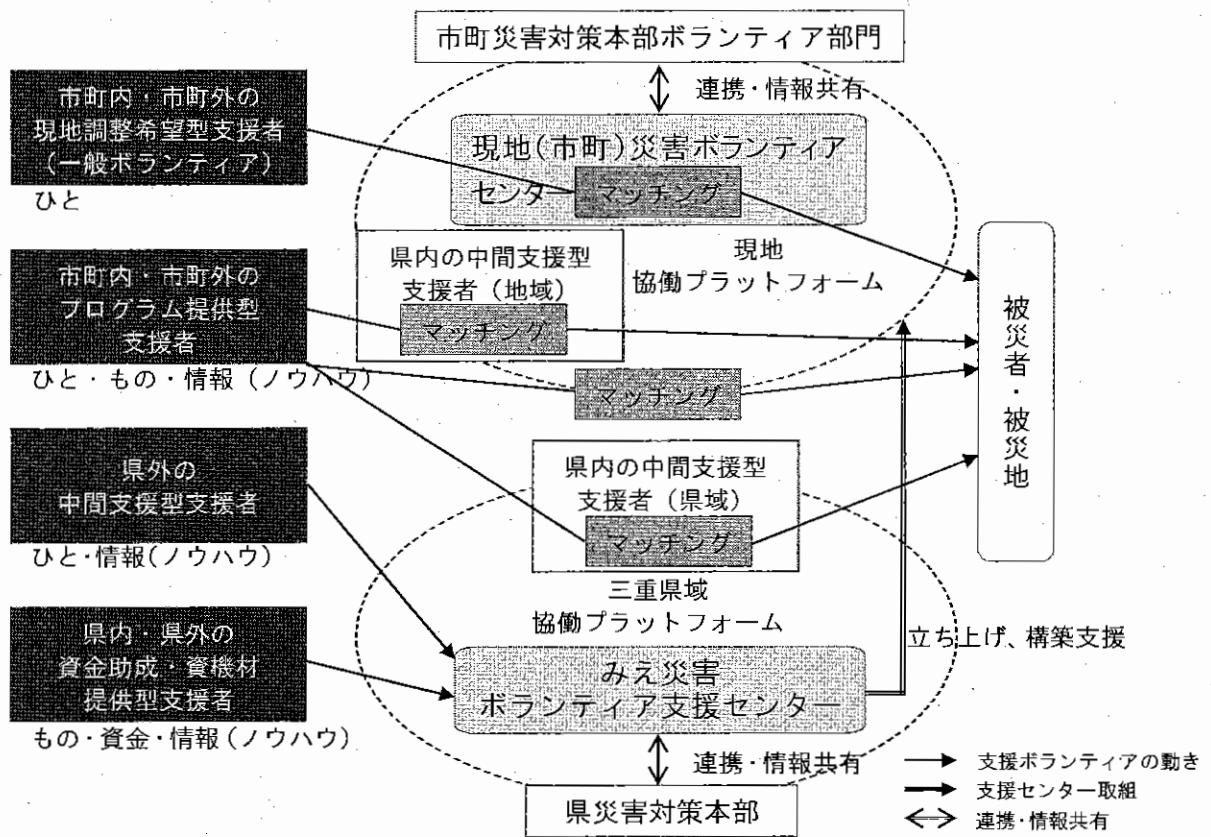 市町災害対策本部ボランティア部門
連携・情報共有
市町内・市町外の
現地調整希望型支援者
(一般ボランティア)
ひと
現地(市町)災害ボランティア
センター
マッチング
現地
協働プラットフォーム
市町内・市町外の
プログラム提供型
支援者
ひと・もの・情報(ノウハウ)
県内の中間支援型
支援者(地域)
マッチング
マッチング
被災者・被災地
県外の
中間支援型支援者
ひと・情報(ノウハウ)
県内の中間支援型
支援者(県域)
マッチング
三重県域
協働プラットフォーム
立ち上げ、構築支援
県内・県外の
資金助成・資機材
提供型支援者
もの・資金・情報(ノウハウ)
みえ災害
ボランティア支援センター
連携・情報共有
県災害対策本部
支援ボランティアの動き
支援センター取組
連携・情報共有